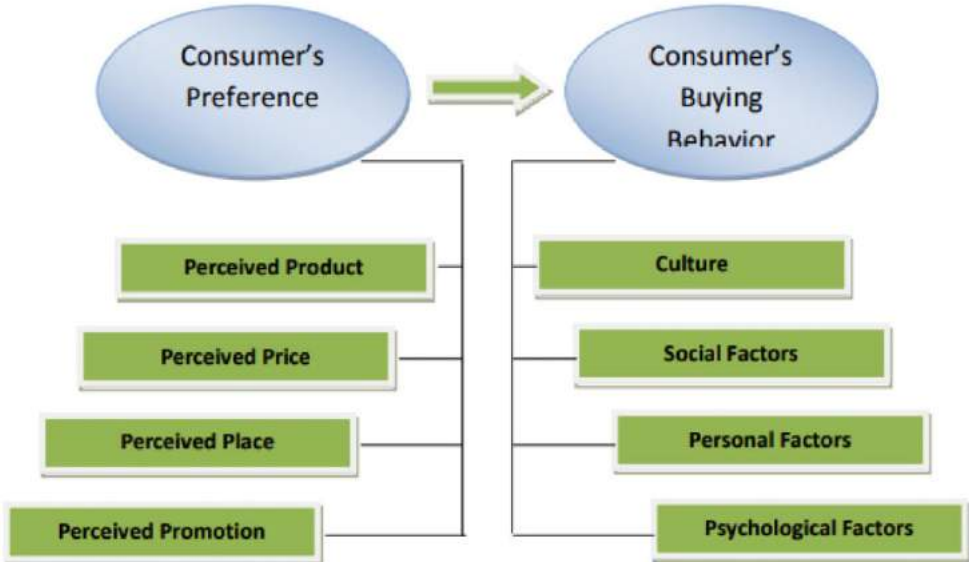 Consumer's
Preference
Consumer's
Buying
Behavior
Perceived Product
Perceived Price
Perceived Place
Perceived Promotion
Culture
Social Factors
Personal Factors
Psychological Factors